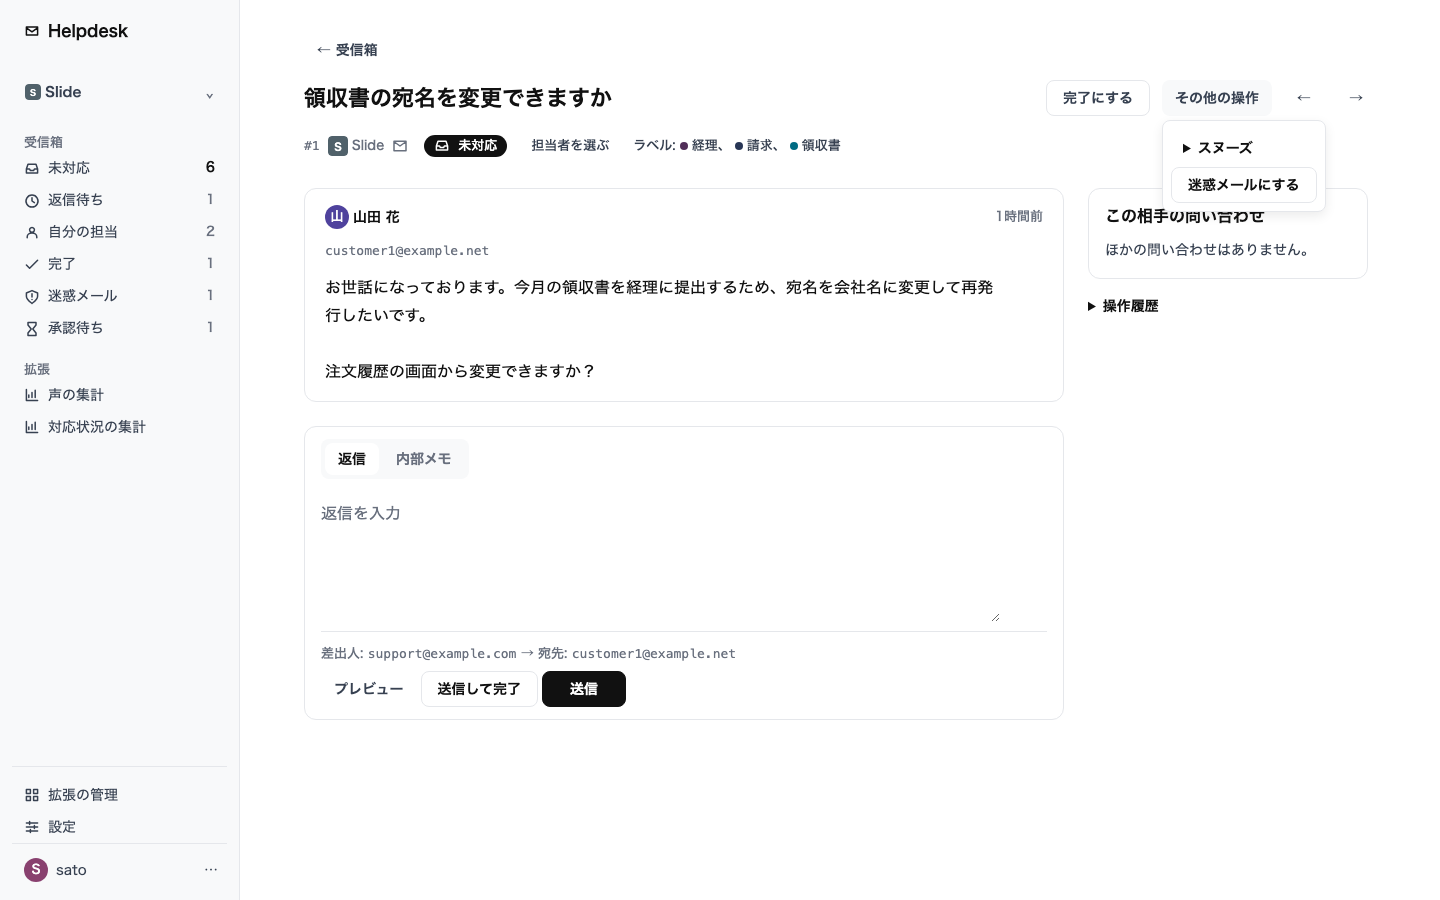 Helpdesk
S Slide
受信箱
未対応 6
返信待ち 1
自分の担当 2
完了 1
迷惑メール 1
承認待ち 1
拡張
声の集計
対応状況の集計
拡張の管理
設定
S sato ...
← 受信箱
領収書の宛名を変更できますか
完了にする その他の操作 ← →
#1 S Slide 未対応 担当者を選ぶ ラベル: 経理、 請求、 領収書
▶ スヌーズ
迷惑メールにする
山 山田 花 1時間前
customer1@example.net
お世話になっております。今月の領収書を経理に提出するため、宛名を会社名に変更して再発
行したいです。
注文履歴の画面から変更できますか？
この相手の問い合わせ
ほかの問い合わせはありません。
▶ 操作履歴
返信 内部メモ
返信を入力
差出人: support@example.com → 宛先: customer1@example.net
プレビュー 送信して完了 送信